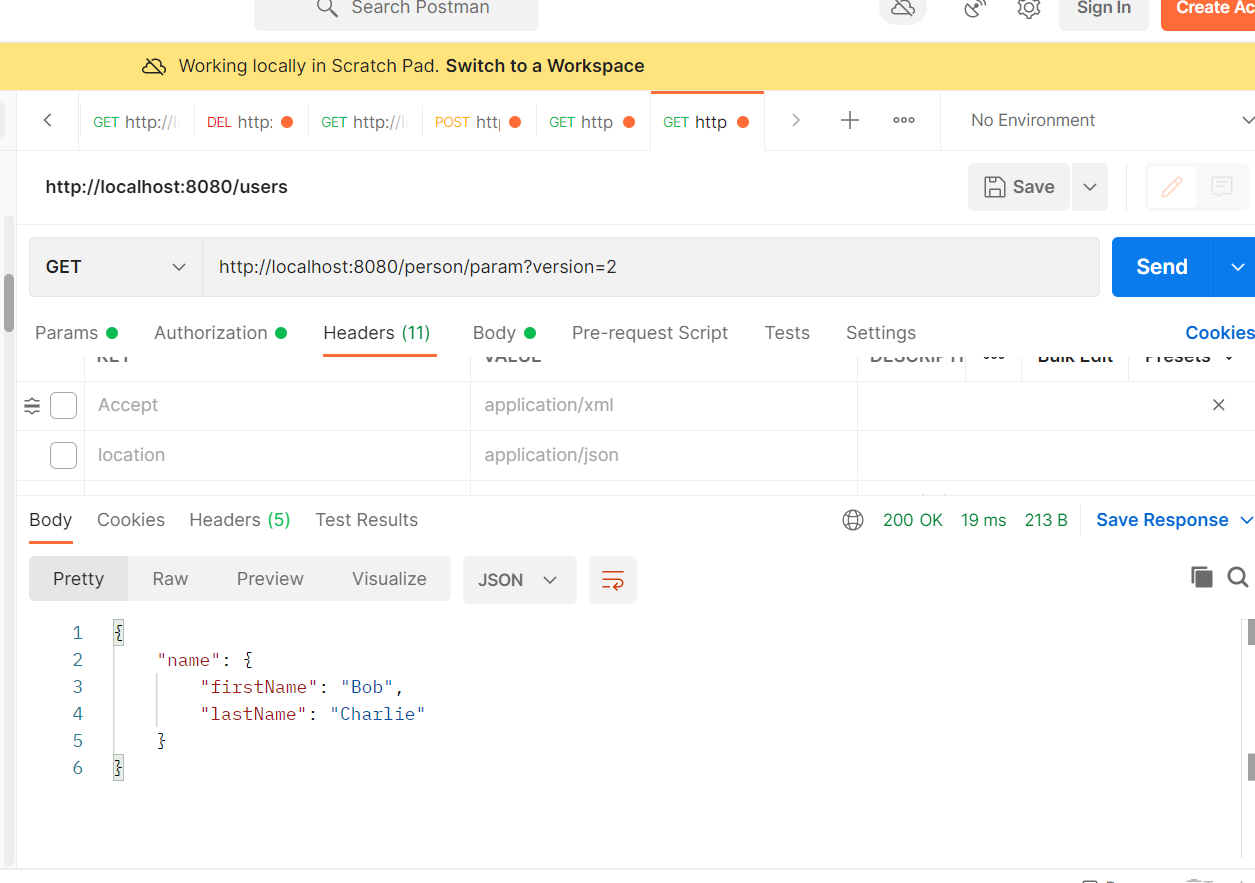 Search Postman
Sign In
Create Ac
Working locally in Scratch Pad. Switch to a Workspace
GET http://l
DEL http:
GET http://l
POST htt
GET http
GET http
No Environment
http://localhost:8080/users
Save
GET
http://localhost:8080/person/param?version=2
Send
Params
Authorization
Headers (11)
Body
Pre-request Script
Tests
Settings
Cookies
KEY
VALUE
DESCRIPTI
Bulk Edit
Presets
Accept
application/xml
location
application/json
Body
Cookies
Headers (5)
Test Results
200 OK
19 ms
213 B
Save Response
Pretty
Raw
Preview
Visualize
JSON
1 {
2 "name": {
3 "firstName": "Bob",
4 "lastName": "Charlie"
5 }
6 }